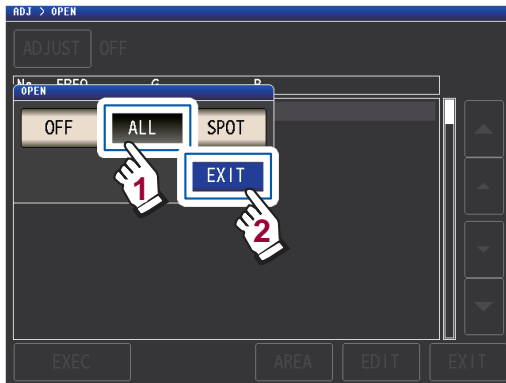 ADJ > OPEN
ADJUST OFF
No FREQ G B
OPEN
OFF ALL SPOT
EXIT
1
2
EXEC AREA EDIT EXIT